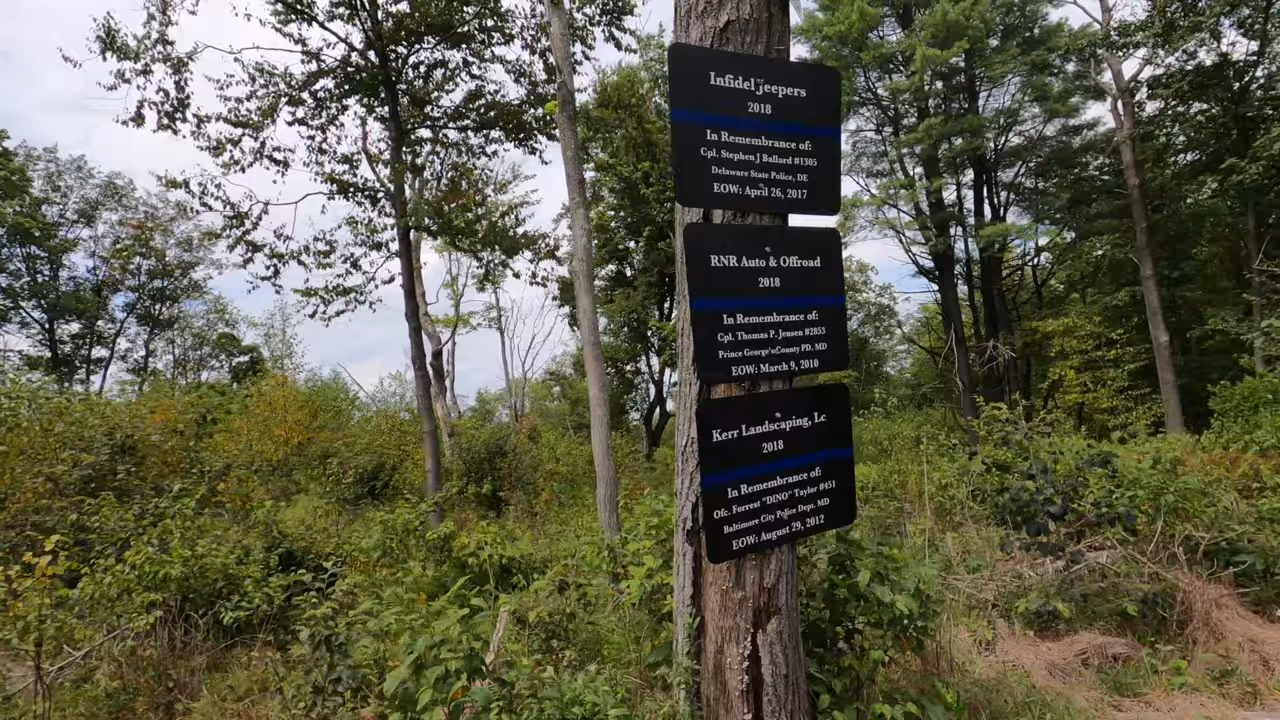 Infidel Jeepers
2018
In Remembrance of:
Cpl. Stephen J Ballard #1305
Delaware State Police, DE
EOW: April 26, 2017
RNR Auto & Offroad
2018
In Remembrance of:
Cpl. Thomas P. Jensen #2853
Prince George's County PD, MD
EOW: March 9, 2010
Kerr Landscaping, Lc
2018
In Remembrance of:
Ofc. Forrest "DINO" Taylor #451
Baltimore City Police Dept. MD
EOW: August 29, 2012